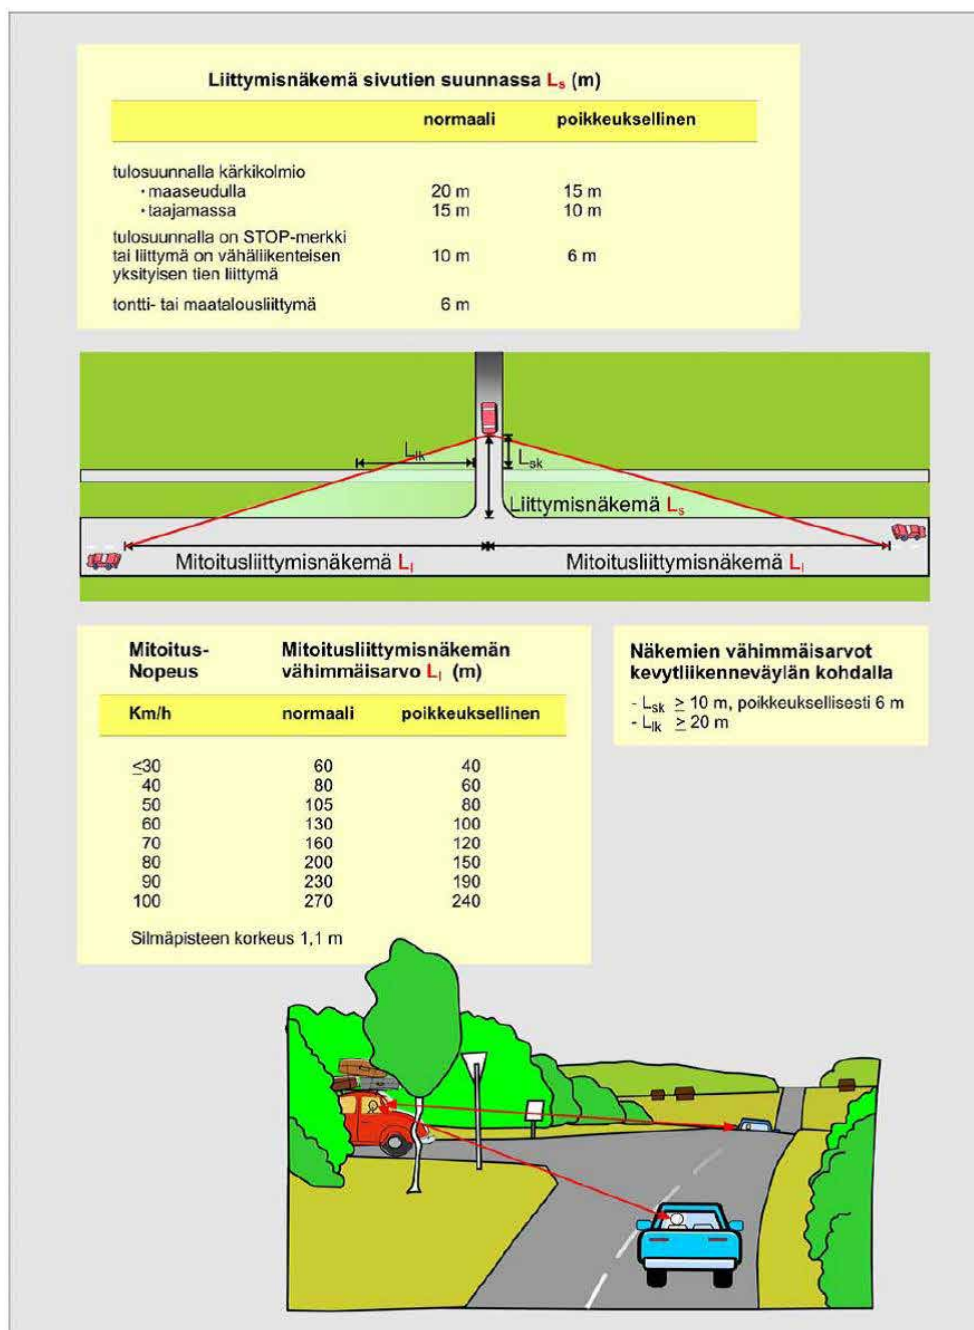 Liittymisnäkemä sivutien suunnassa Ls (m)
normaali poikkeuksellinen
tulosuunnalla kärkikolmio
· maaseudulla 20 m 15 m
· taajamassa 15 m 10 m
tulosuunnalla on STOP-merkki
tai liittymä on vähäliikenteisen 10 m 6 m
yksityisen tien liittymä
tontti- tai maatalousliittymä 6 m
Llk
Lsk
Liittymisnäkemä Ls
Mitoitusliittymisnäkemä Ll Mitoitusliittymisnäkemä Ll
Mitoitus- Mitoitusliittymisnäkemän
Nopeus vähimmäisarvo Ll (m)
Km/h normaali poikkeuksellinen
≤30 60 40
40 80 60
50 105 80
60 130 100
70 160 120
80 200 150
90 230 190
100 270 240
Silmäpisteen korkeus 1,1 m
Näkemien vähimmäisarvot
kevytliikenneväylän kohdalla
- Lsk ≥ 10 m, poikkeuksellisesti 6 m
- Llk ≥ 20 m